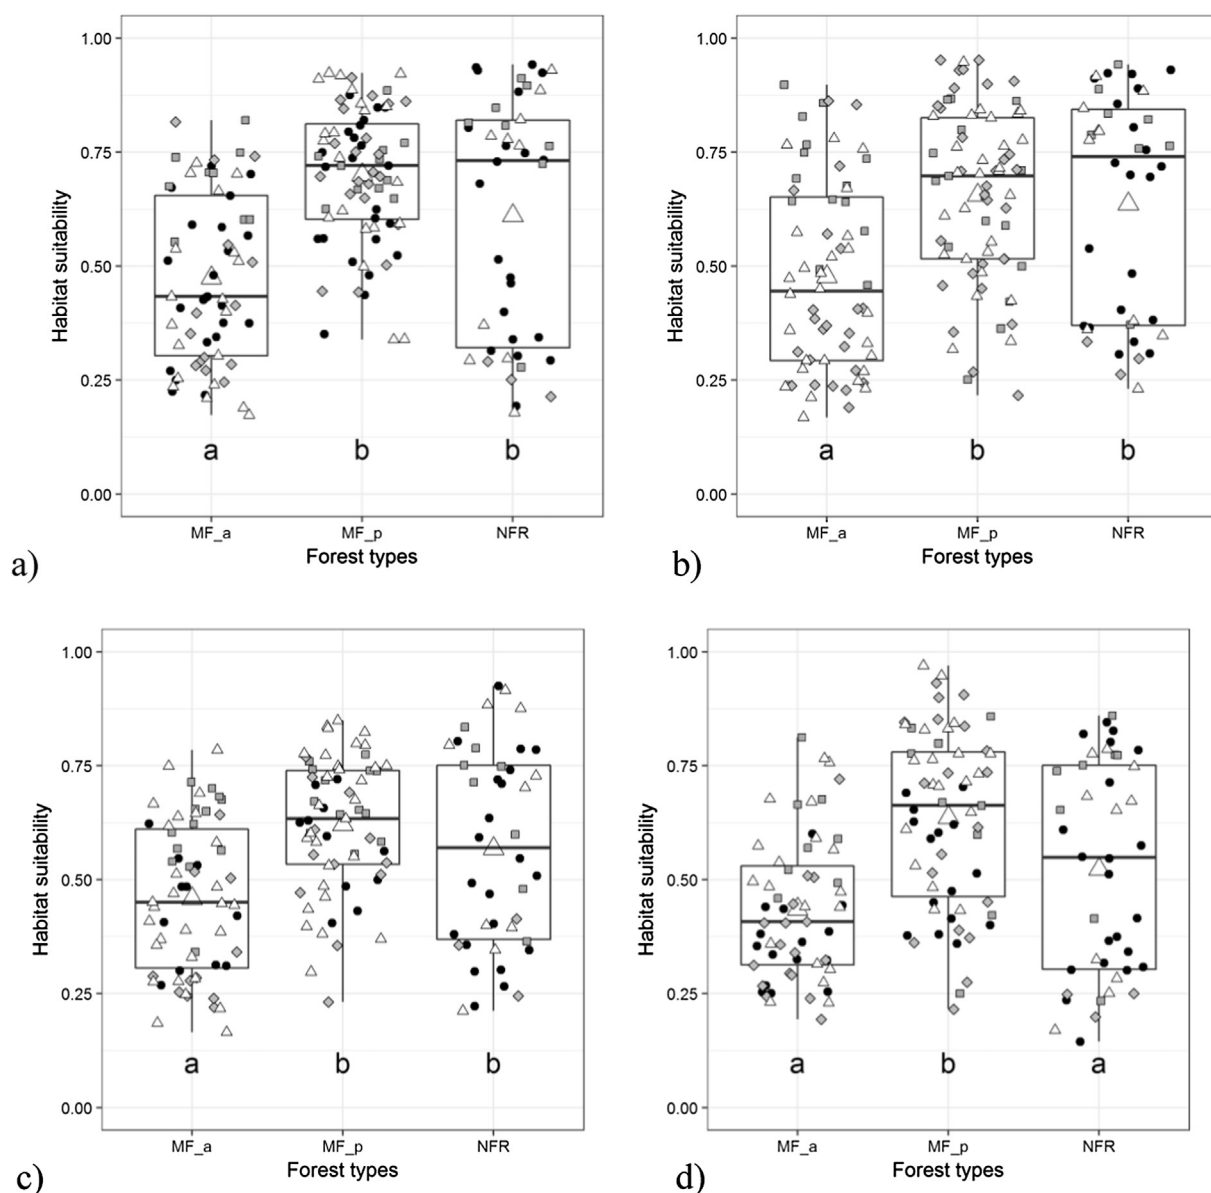 1.00
0.75
0.50
0.25
0.00
Habitat suitability
a b b
MF_a MF_p NFR
Forest types
a)
1.00
0.75
0.50
0.25
0.00
Habitat suitability
a b b
MF_a MF_p NFR
Forest types
b)
1.00
0.75
0.50
0.25
0.00
Habitat suitability
a b b
MF_a MF_p NFR
Forest types
c)
1.00
0.75
0.50
0.25
0.00
Habitat suitability
a b a
MF_a MF_p NFR
Forest types
d)